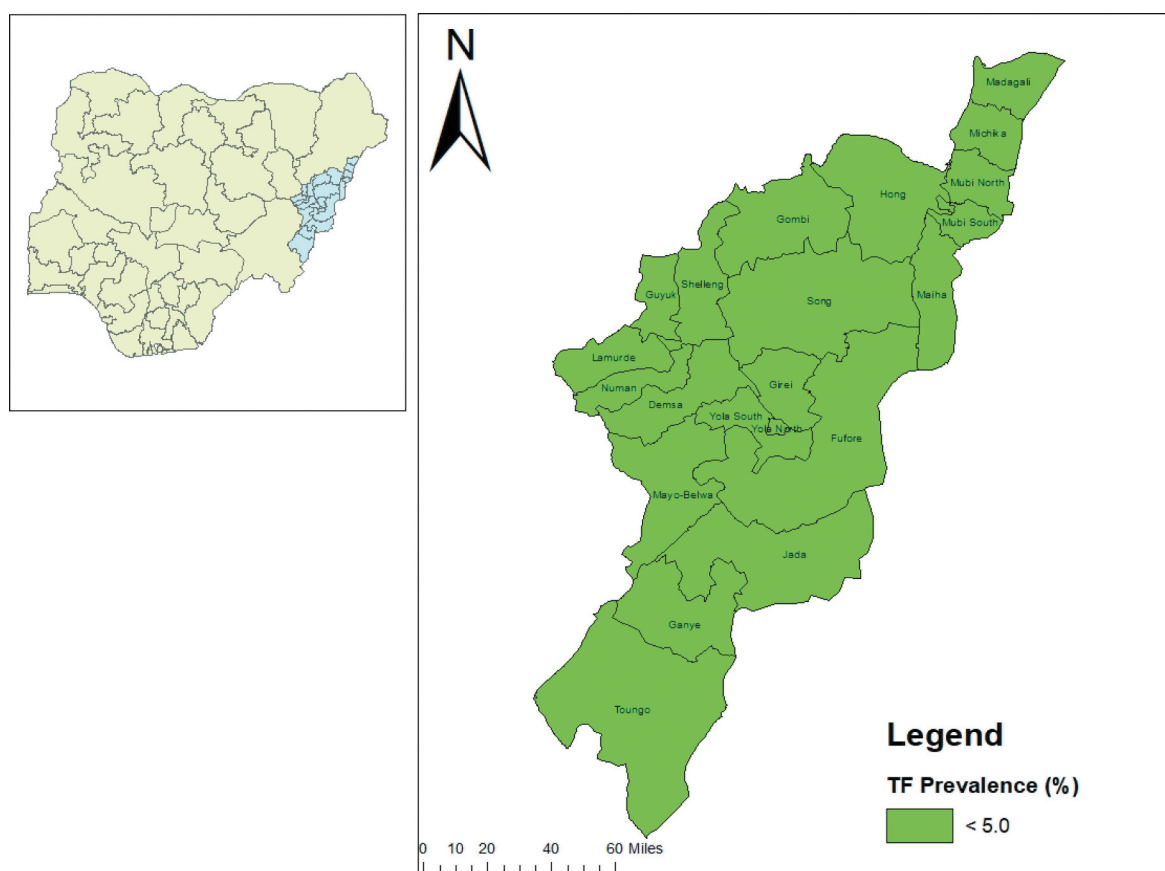 N
Madagali
Michika
Mubi North
Hong
Gombi
Mubi South
Shelleng
Guyuk
Maiha
Song
Lamurde
Girei
Numan
Demsa
Yola South
Yola North
Fufore
Mayo-Belwa
Jada
Ganye
Toungo
Legend
TF Prevalence (%)
< 5.0
0 10 20 40 60 Miles